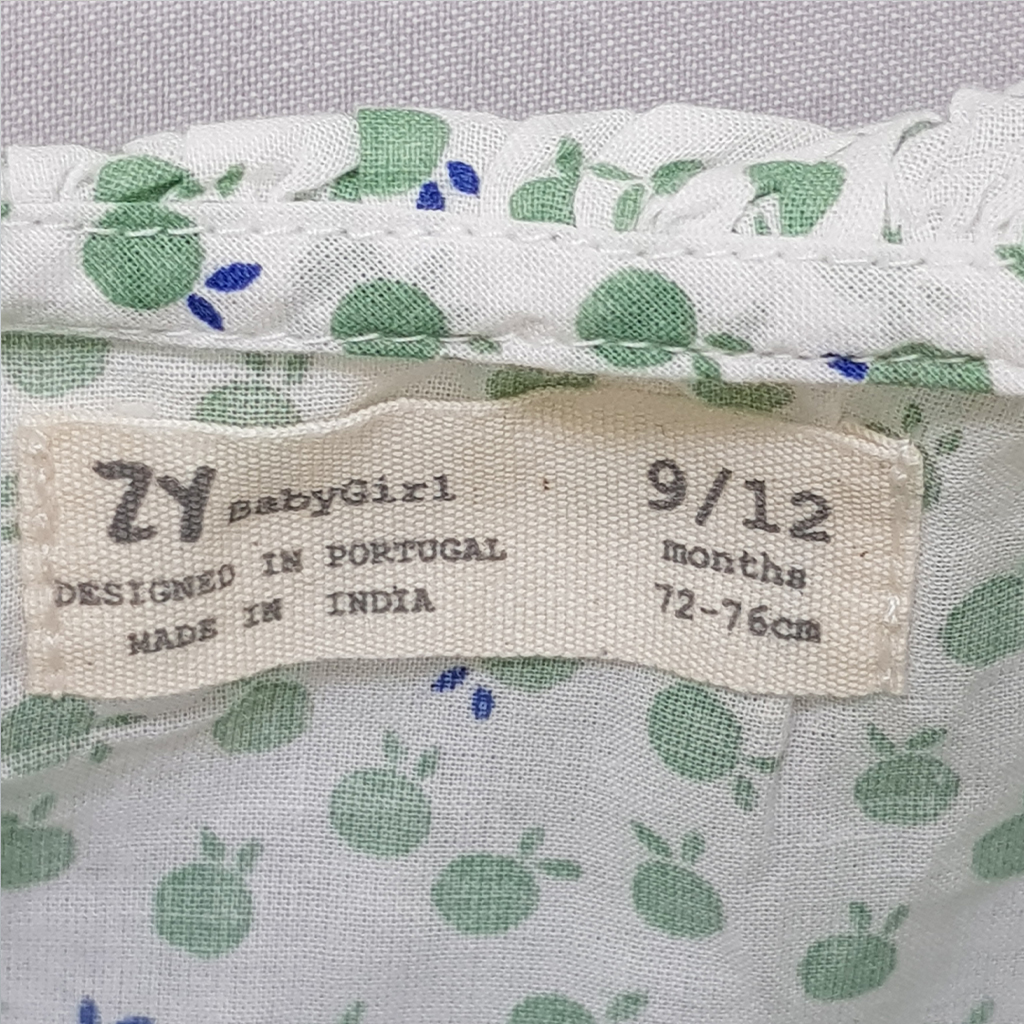 ZY BabyGirl
DESIGNED IN PORTUGAL
MADE IN INDIA
9/12
months
72-76cm